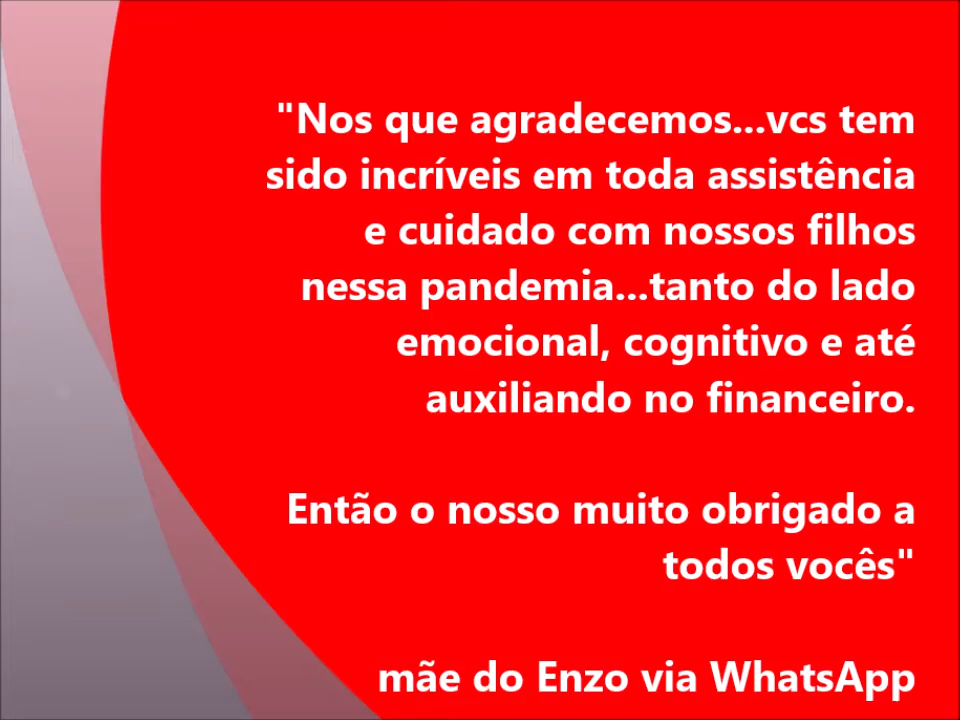 "Nos que agradecemos...vcs tem
sido incríveis em toda assistência
e cuidado com nossos filhos
nessa pandemia...tanto do lado
emocional, cognitivo e até
auxiliando no financeiro.
Então o nosso muito obrigado a
todos vocês"
mãe do Enzo via WhatsApp